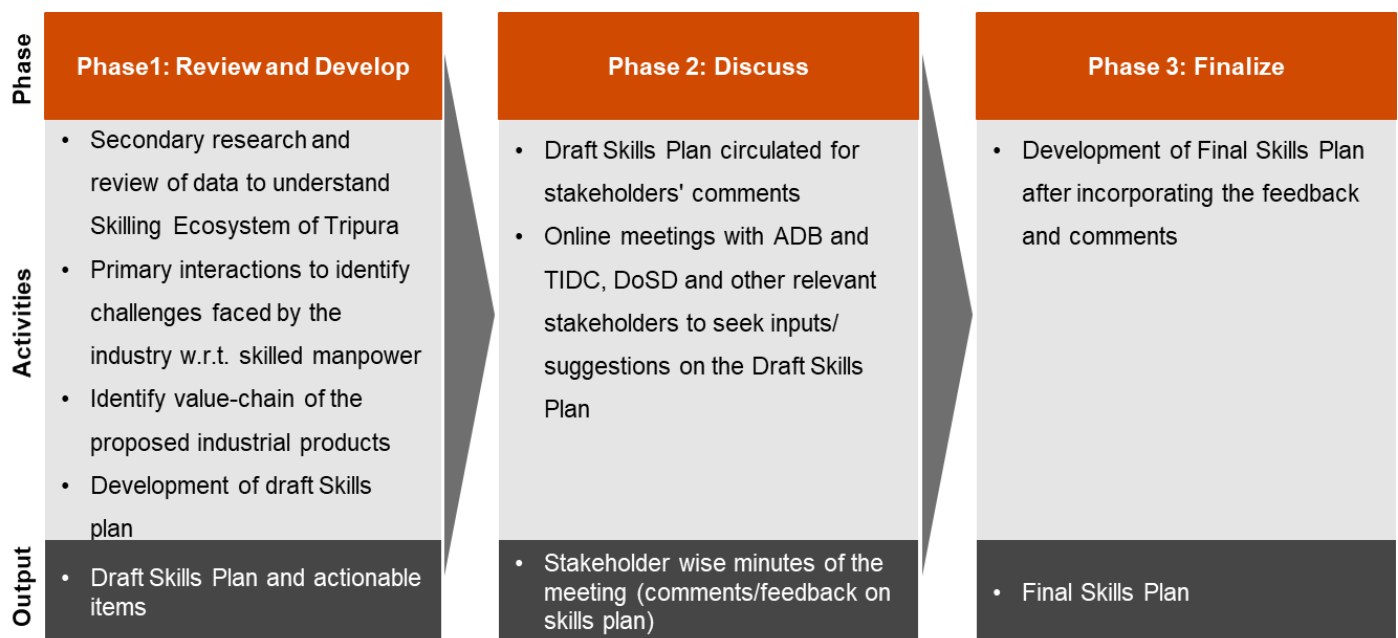 Phase
Phase1: Review and Develop
Phase 2: Discuss
Phase 3: Finalize
Activities
• Secondary research and
review of data to understand
Skilling Ecosystem of Tripura
• Primary interactions to identify
challenges faced by the
industry w.r.t. skilled manpower
• Identify value-chain of the
proposed industrial products
• Development of draft Skills
plan
• Draft Skills Plan circulated for
stakeholders' comments
• Online meetings with ADB and
TIDC, DoSD and other relevant
stakeholders to seek inputs/
suggestions on the Draft Skills
Plan
• Development of Final Skills Plan
after incorporating the feedback
and comments
Output
• Draft Skills Plan and actionable
items
• Stakeholder wise minutes of the
meeting (comments/feedback on
skills plan)
• Final Skills Plan